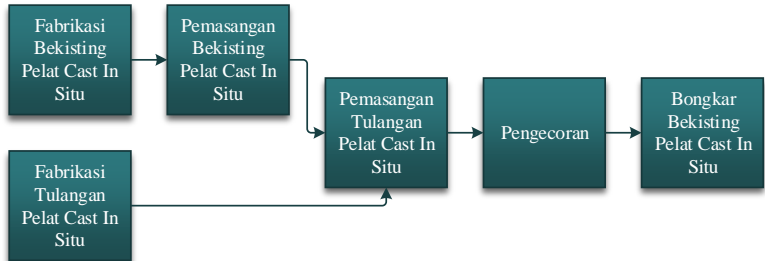 Fabrikasi
Bekisting
Pelat Cast In
Situ
Pemasangan
Bekisting
Pelat Cast In
Situ
Fabrikasi
Tulangan
Pelat Cast In
Situ
Pemasangan
Tulangan
Pelat Cast In
Situ
Pengecoran
Bongkar
Bekisting
Pelat Cast In
Situ